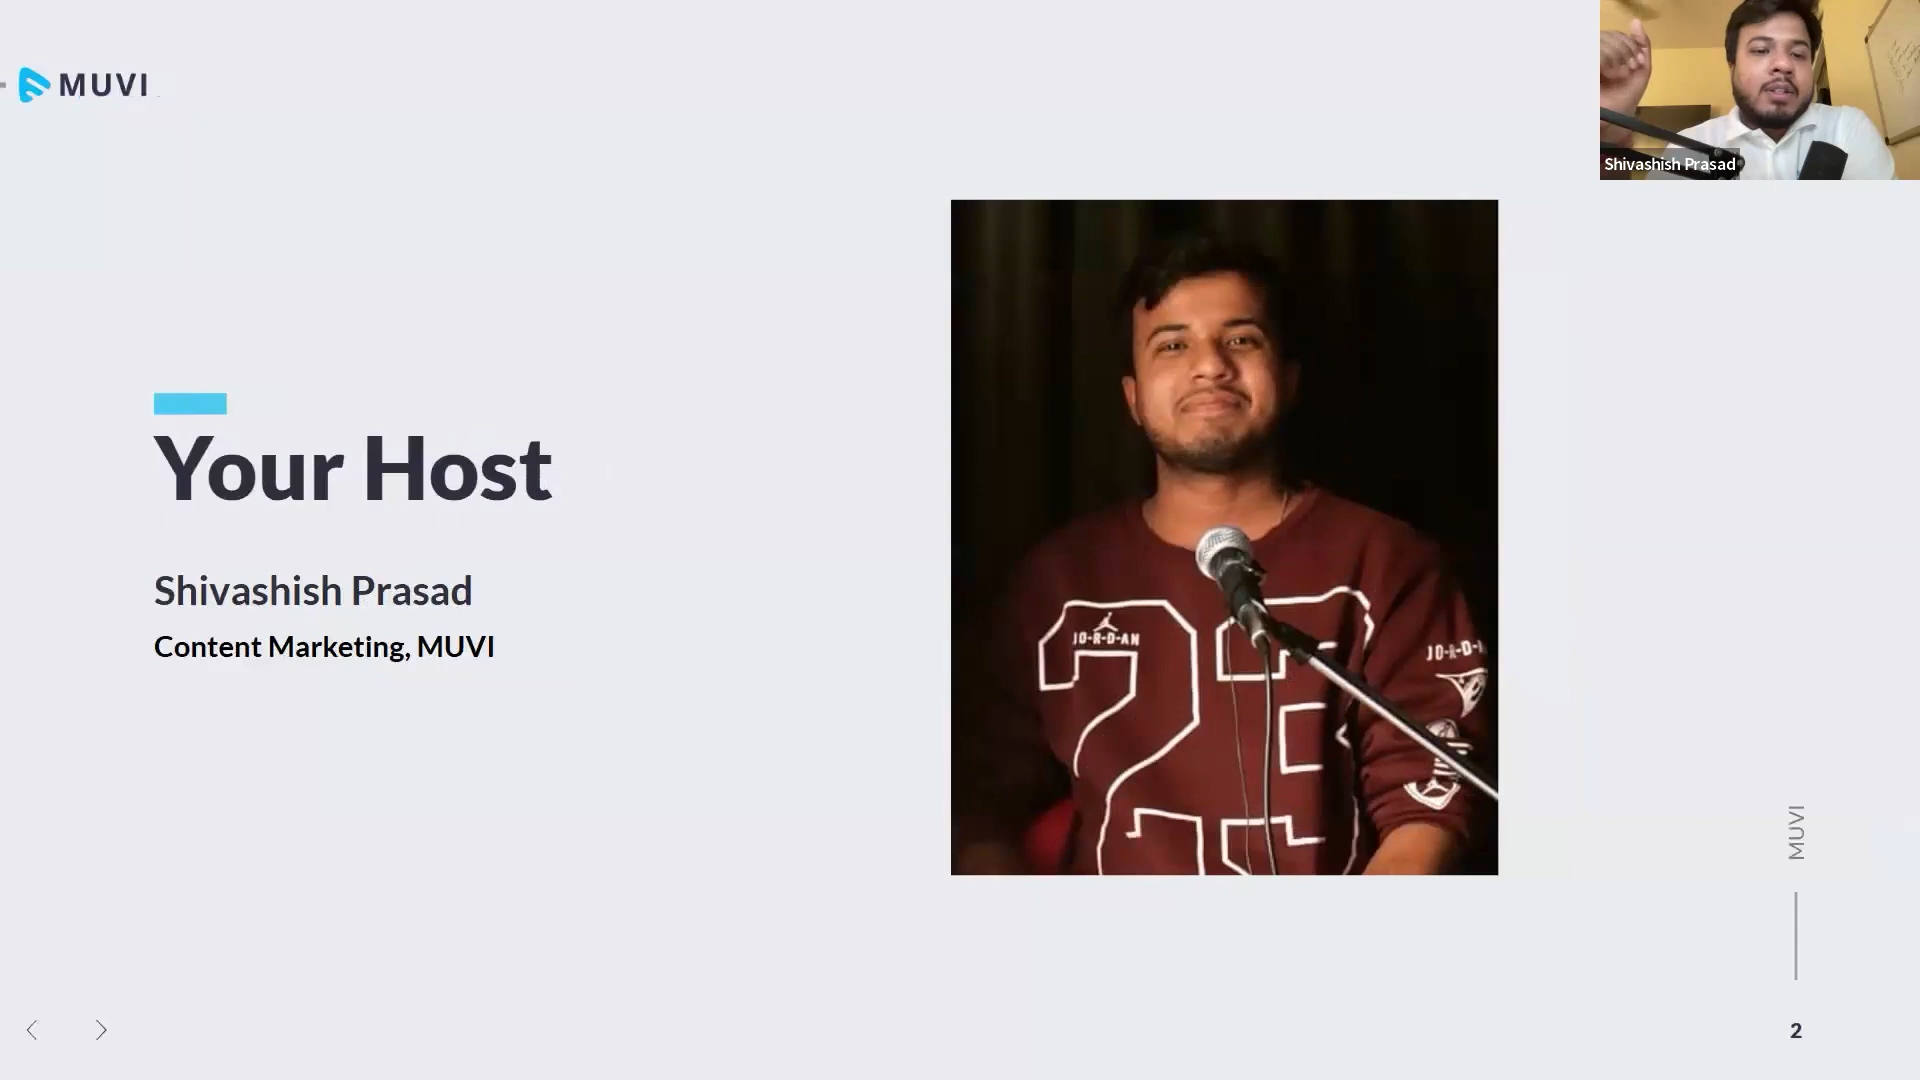 MUVI
Shivashish Prasad
Your Host
Shivashish Prasad
Content Marketing, MUVI
JO-R-D-AN
JO-R-D-
23
MUVI
2